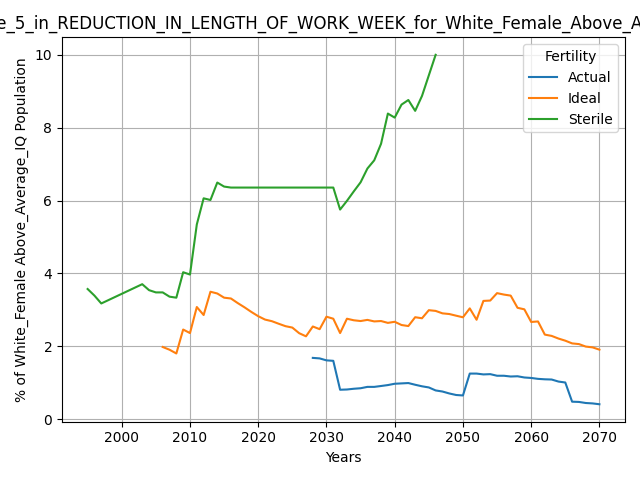 e_5_in_REDUCTION_IN_LENGTH_OF_WORK_WEEK_for_White_Female_Above_A
Fertility
Actual
Ideal
Sterile
% of White_Female Above_Average_IQ Population
10
8
6
4
2
0
2000 2010 2020 2030 2040 2050 2060 2070
Years